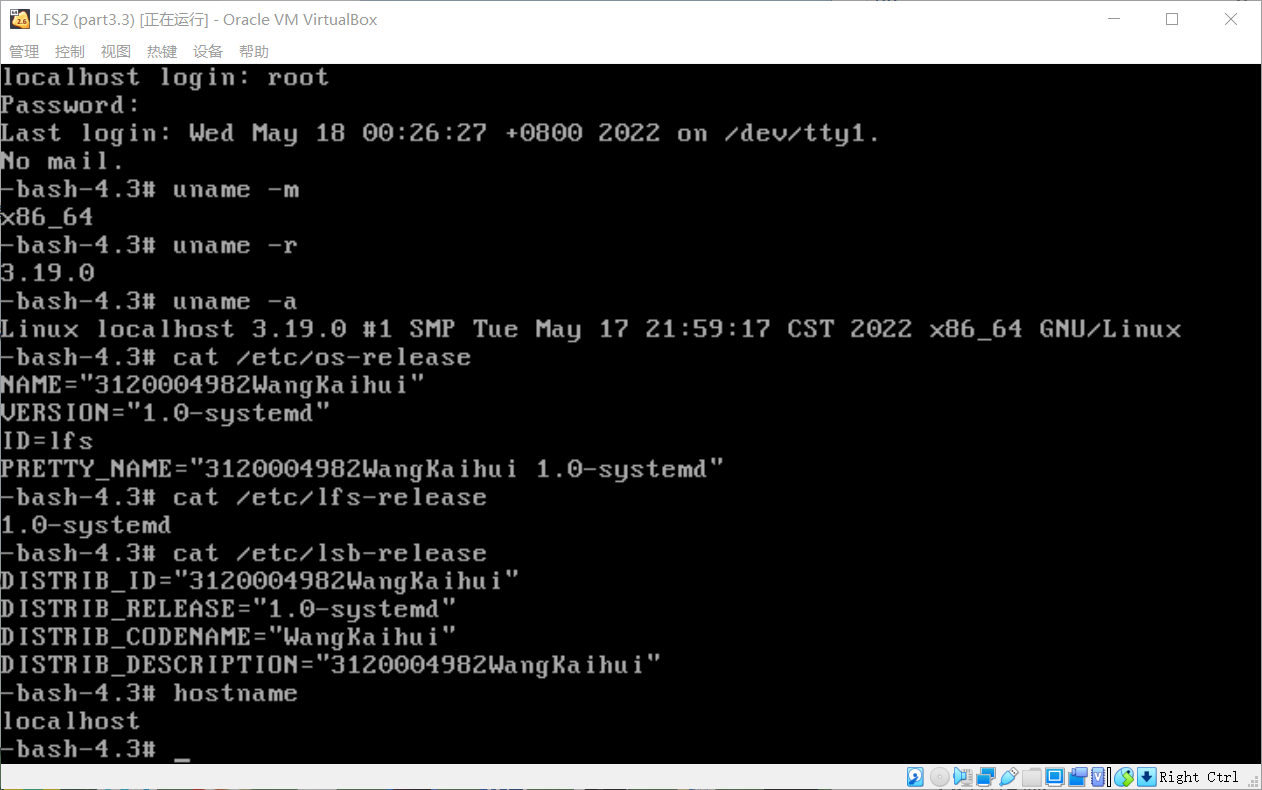 LFS2 (part3.3) [正在运行] - Oracle VM VirtualBox
管理 控制 视图 热键 设备 帮助
localhost login: root
Password:
Last login: Wed May 18 00:26:27 +0800 2022 on /dev/tty1.
No mail.
-bash-4.3# uname -m
x86_64
-bash-4.3# uname -r
3.19.0
-bash-4.3# uname -a
Linux localhost 3.19.0 #1 SMP Tue May 17 21:59:17 CST 2022 x86_64 GNU/Linux
-bash-4.3# cat /etc/os-release
NAME="3120004982WangKaihui"
VERSION="1.0-systemd"
ID=lfs
PRETTY_NAME="3120004982WangKaihui 1.0-systemd"
-bash-4.3# cat /etc/lfs-release
1.0-systemd
-bash-4.3# cat /etc/lsb-release
DISTRIB_ID="3120004982WangKaihui"
DISTRIB_RELEASE="1.0-systemd"
DISTRIB_CODENAME="WangKaihui"
DISTRIB_DESCRIPTION="3120004982WangKaihui"
-bash-4.3# hostname
localhost
-bash-4.3# _
Right Ctrl